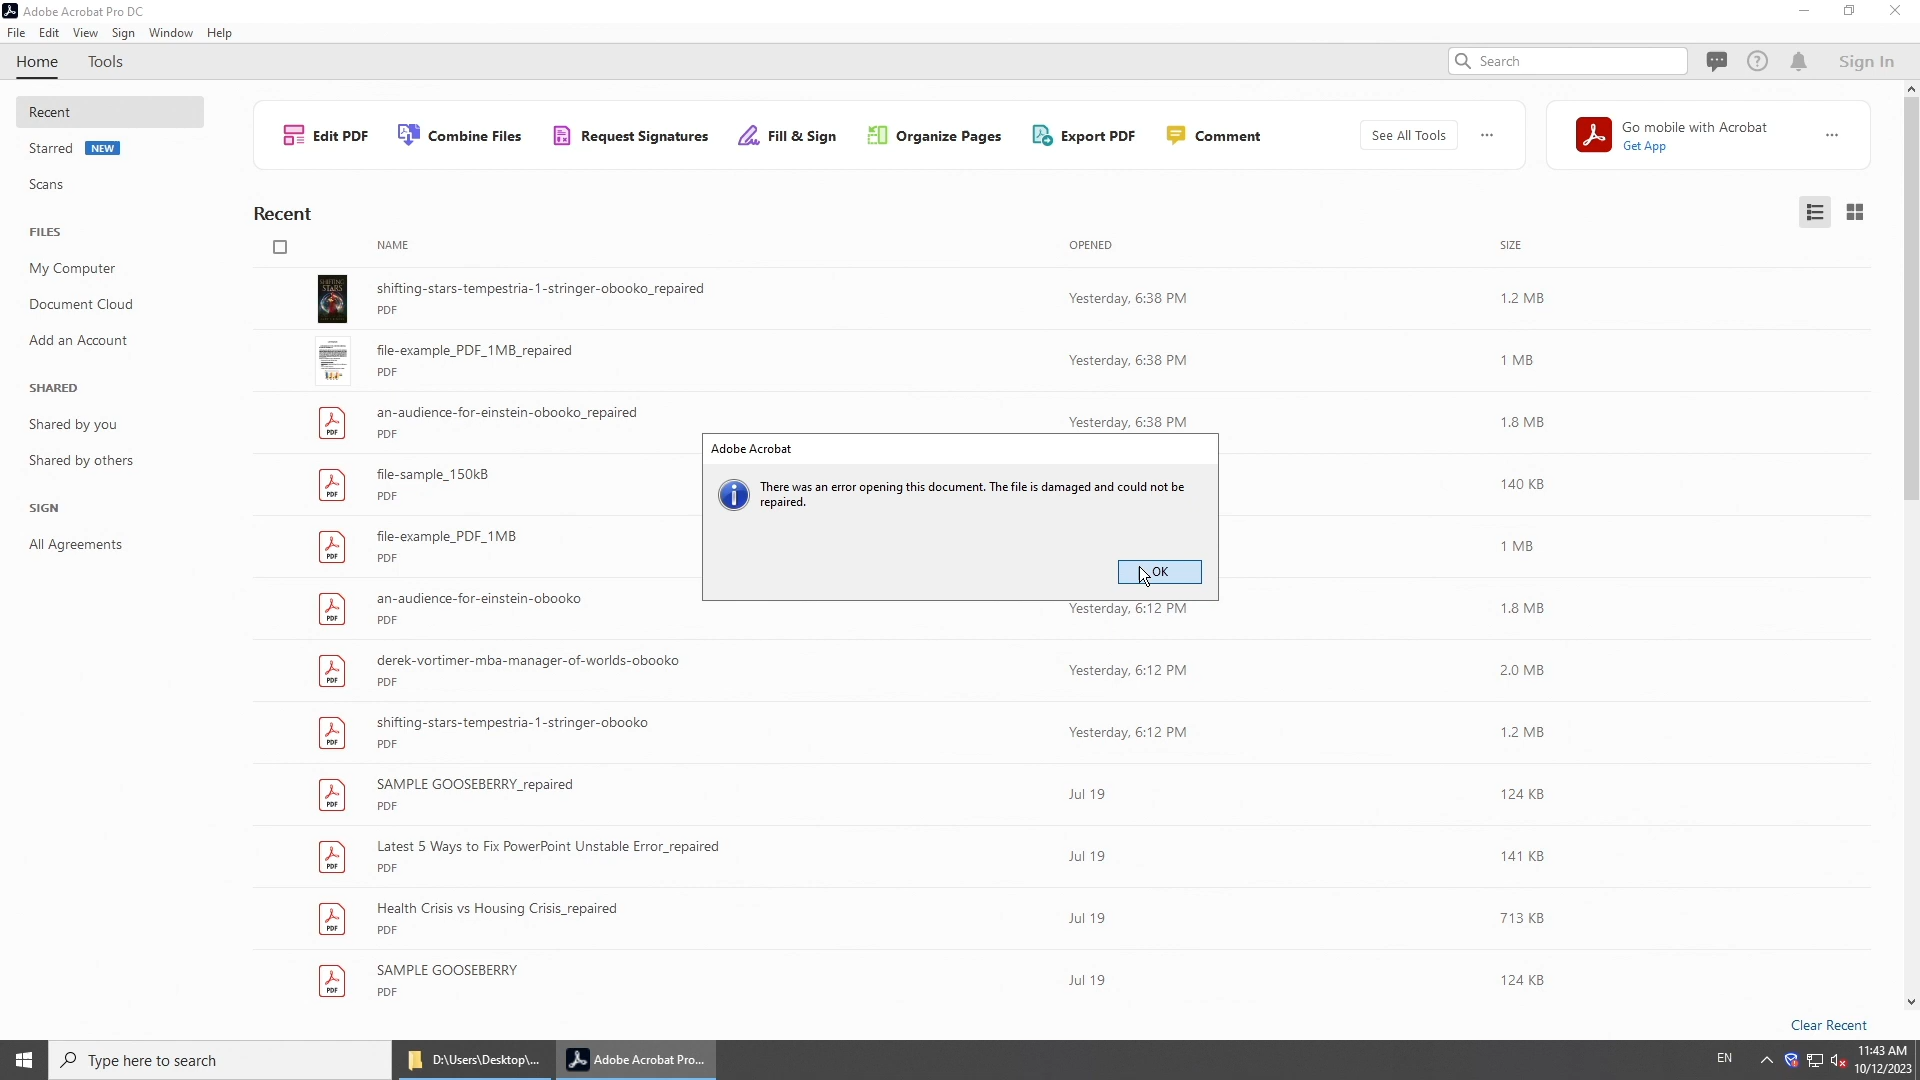 Adobe Acrobat Pro DC
File Edit View Sign Window Help
Home Tools Search Sign In
Recent
Starred NEW
Scans
FILES
My Computer
Document Cloud
Add an Account
SHARED
Shared by you
Shared by others
SIGN
All Agreements
Edit PDF Combine Files Request Signatures Fill & Sign Organize Pages Export PDF Comment See All Tools
Go mobile with Acrobat
Get App
Recent
NAME OPENED SIZE
shifting-stars-tempestria-1-stringer-obooko_repaired
PDF
Yesterday, 6:38 PM 1.2 MB
file-example_PDF_1MB_repaired
PDF
Yesterday, 6:38 PM 1 MB
an-audience-for-einstein-obooko_repaired
PDF
Yesterday, 6:38 PM 1.8 MB
file-sample_150kB
PDF
140 KB
file-example_PDF_1MB
PDF
1 MB
Adobe Acrobat
There was an error opening this document. The file is damaged and could not be
repaired.
OK
an-audience-for-einstein-obooko
PDF
Yesterday, 6:12 PM 1.8 MB
derek-vortimer-mba-manager-of-worlds-obooko
PDF
Yesterday, 6:12 PM 2.0 MB
shifting-stars-tempestria-1-stringer-obooko
PDF
Yesterday, 6:12 PM 1.2 MB
SAMPLE GOOSEBERRY_repaired
PDF
Jul 19 124 KB
Latest 5 Ways to Fix PowerPoint Unstable Error_repaired
PDF
Jul 19 141 KB
Health Crisis vs Housing Crisis_repaired
PDF
Jul 19 713 KB
SAMPLE GOOSEBERRY
PDF
Jul 19 124 KB
Clear Recent
Type here to search
D:\Users\Desktop\...
Adobe Acrobat Pro...
EN
11:43 AM
10/12/2023